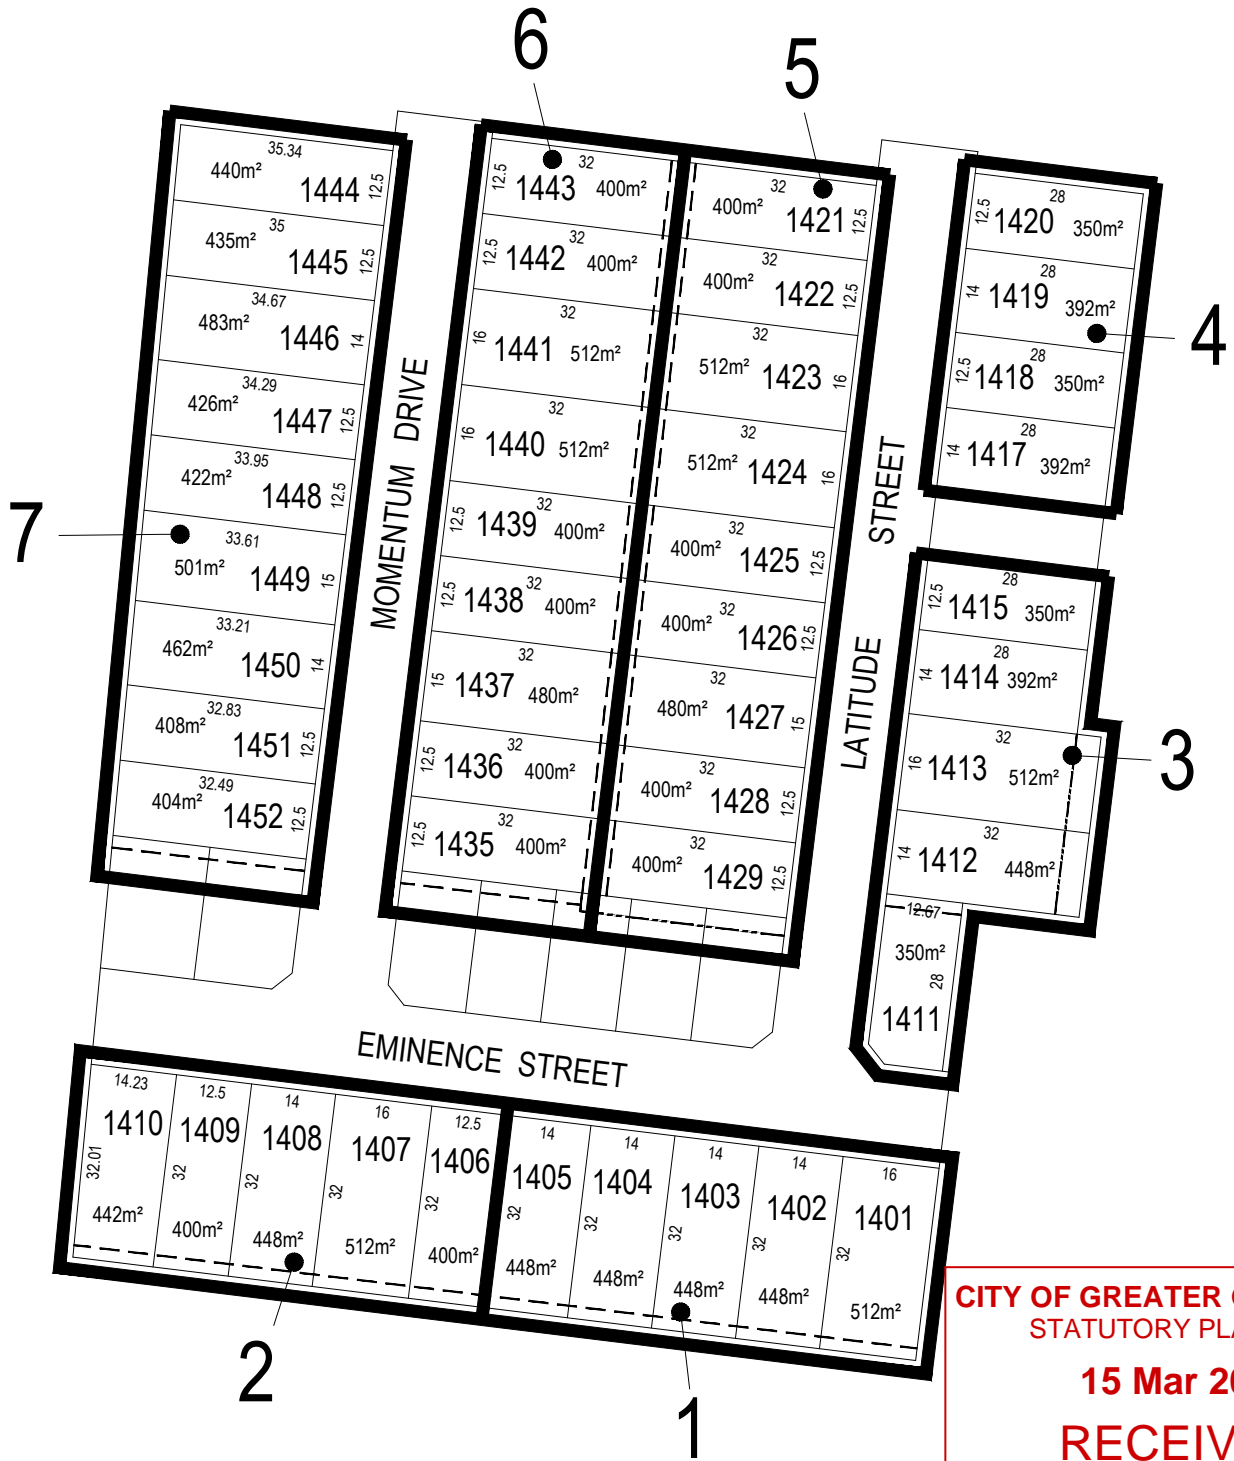 6
5
35.34
440m²
1444
12.5
35
435m²
1445
12.5
34.67
483m²
1446
14
34.29
426m²
1447
12.5
33.95
422m²
1448
12.5
7
33.61
501m²
1449
15
33.21
462m²
1450
14
32.83
408m²
1451
12.5
32.49
404m²
1452
12.5
MOMENTUM DRIVE
12.5
32
1443
400m²
12.5
32
1442
400m²
16
32
1441
512m²
16
32
1440
512m²
12.5
32
1439
400m²
12.5
32
1438
400m²
15
32
1437
480m²
12.5
32
1436
400m²
12.5
32
1435
400m²
32
400m²
1421
12.5
32
400m²
1422
12.5
32
512m²
1423
16
32
512m²
1424
16
32
400m²
1425
12.5
32
400m²
1426
12.5
32
480m²
1427
15
32
400m²
1428
12.5
32
400m²
1429
12.5
LATITUDE STREET
12.5
28
1420
350m²
14
28
1419
392m²
4
12.5
28
1418
350m²
14
28
1417
392m²
12.5
28
1415
350m²
14
28
1414
392m²
16
32
1413
512m²
3
14
32
1412
448m²
12.67
350m²
28
1411
EMINENCE STREET
14.23
1410
32.01
442m²
12.5
1409
32
400m²
14
1408
32
448m²
16
1407
32
512m²
12.5
1406
32
400m²
14
1405
32
448m²
14
1404
32
448m²
14
1403
32
448m²
14
1402
32
448m²
16
1401
32
512m²
2
1
CITY OF GREATER
STATUTORY PLA
15 Mar 20
RECEIV